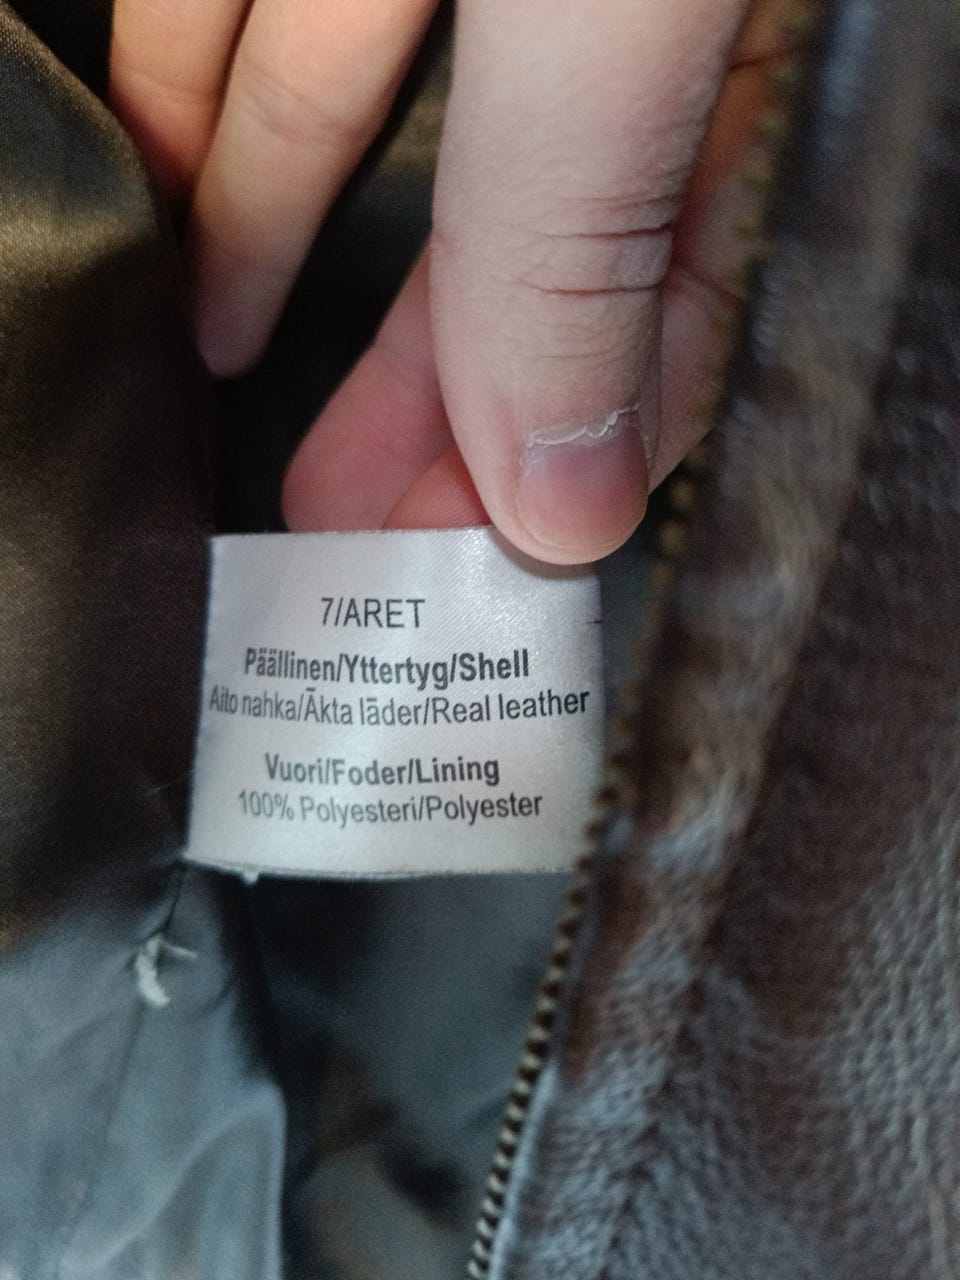 7/ARET
Päällinen/Yttertyg/Shell
Aito nahka/Äkta läder/Real leather
Vuori/Foder/Lining
100% Polyesteri/Polyester